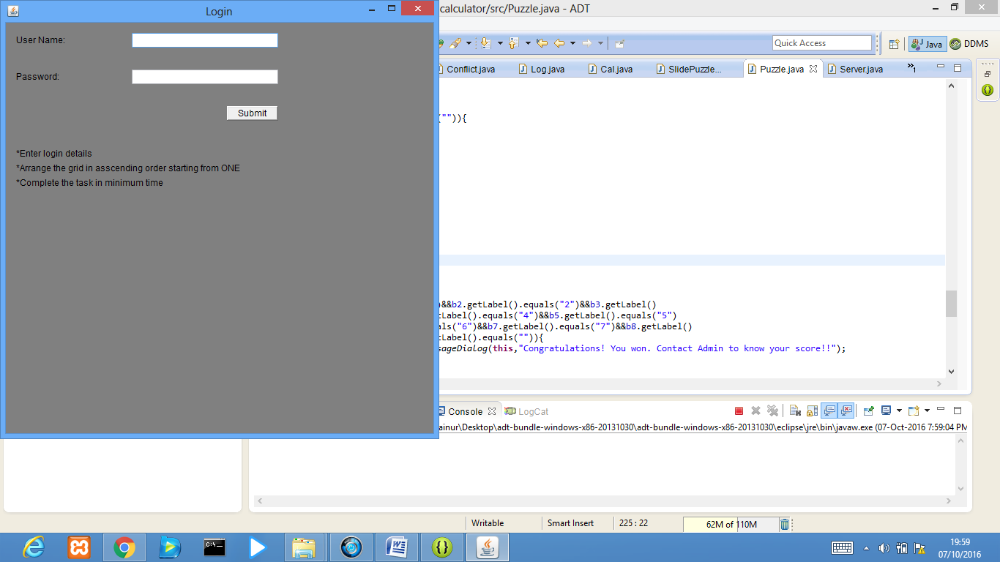 Login
User Name:
Password:
Submit
*Enter login details
*Arrange the grid in asscending order starting from ONE
*Complete the task in minimum time
calculator/src/Puzzle.java - ADT
Quick Access
Java
DDMS
Conflict.java
Log.java
Cal.java
SlidePuzzle...
Puzzle.java
Server.java
»1
("")){
)&&b2.getLabel().equals("2")&&b3.getLabel()
tLabel().equals("4")&&b5.getLabel().equals("5")
als("6")&&b7.getLabel().equals("7")&&b8.getLabel()
tLabel().equals("")){
sageDialog(this,"Congratulations! You won. Contact Admin to know your score!!");
Console
LogCat
ainur\Desktop\adt-bundle-windows-x86-20131030\adt-bundle-windows-x86-20131030\eclipse\jre\bin\javaw.exe (07-Oct-2016 7:59:04 PM
Writable
Smart Insert
225 : 22
62M of 110M
C:\_
19:59
07/10/2016